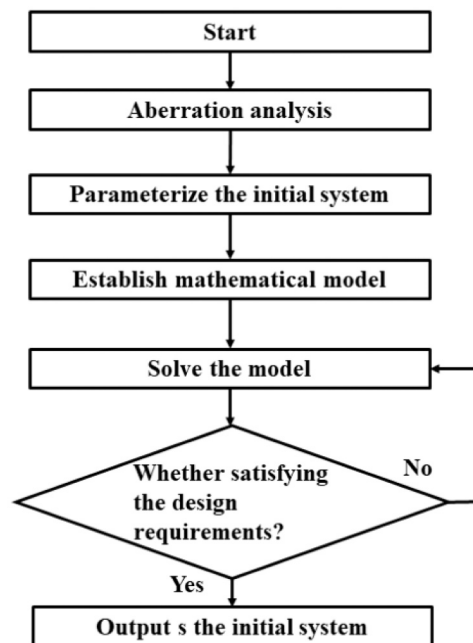 Start
Aberration analysis
Parameterize the initial system
Establish mathematical model
Solve the model
Whether satisfying
the design
requirements?
No
Yes
Output s the initial system